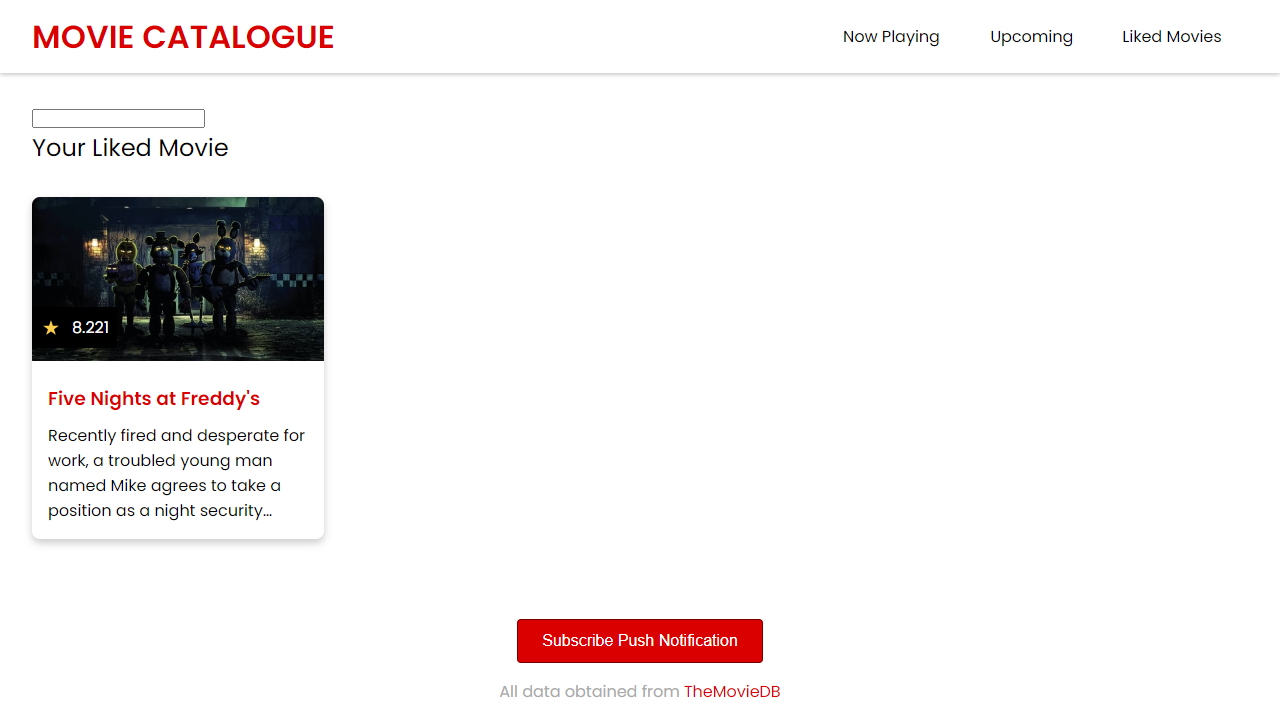 MOVIE CATALOGUE
Now Playing
Upcoming
Liked Movies
Your Liked Movie
★ 8.221
Five Nights at Freddy's
Recently fired and desperate for
work, a troubled young man
named Mike agrees to take a
position as a night security...
Subscribe Push Notification
All data obtained from TheMovieDB